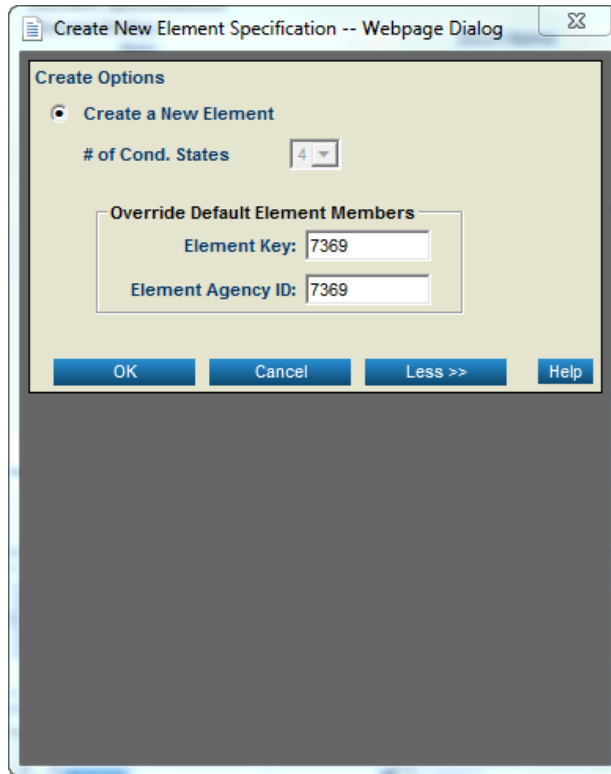 Create New Element Specification -- Webpage Dialog
Create Options
Create a New Element
# of Cond. States 4
Override Default Element Members
Element Key: 7369
Element Agency ID: 7369
OK Cancel Less >> Help